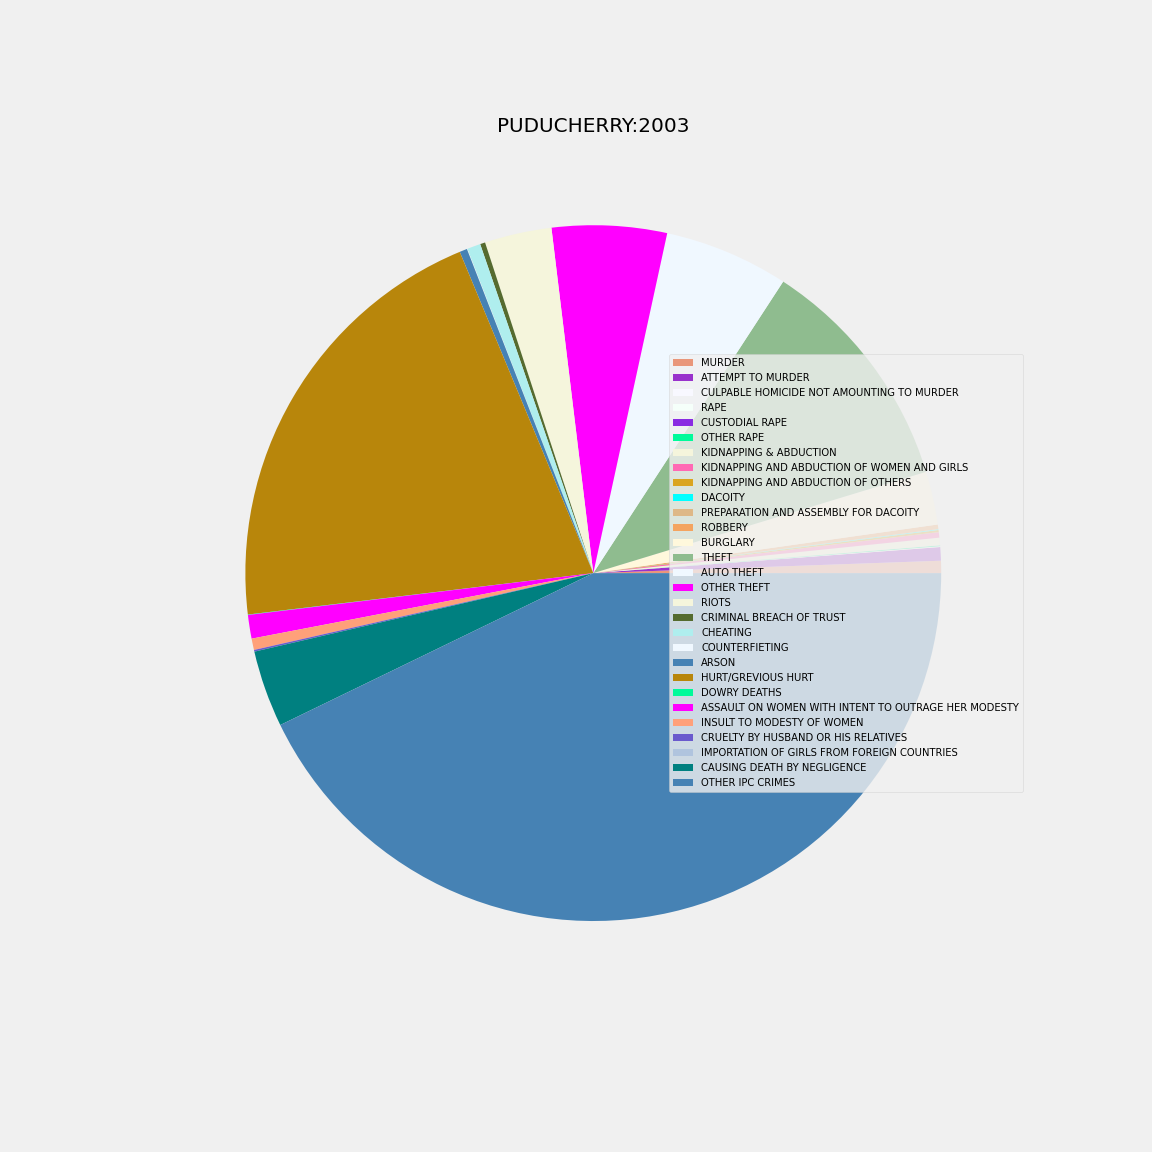 PUDUCHERRY:2003
MURDER
ATTEMPT TO MURDER
CULPABLE HOMICIDE NOT AMOUNTING TO MURDER
RAPE
CUSTODIAL RAPE
OTHER RAPE
KIDNAPPING & ABDUCTION
KIDNAPPING AND ABDUCTION OF WOMEN AND GIRLS
KIDNAPPING AND ABDUCTION OF OTHERS
DACOITY
PREPARATION AND ASSEMBLY FOR DACOITY
ROBBERY
BURGLARY
THEFT
AUTO THEFT
OTHER THEFT
RIOTS
CRIMINAL BREACH OF TRUST
CHEATING
COUNTERFIETING
ARSON
HURT/GREVIOUS HURT
DOWRY DEATHS
ASSAULT ON WOMEN WITH INTENT TO OUTRAGE HER MODESTY
INSULT TO MODESTY OF WOMEN
CRUELTY BY HUSBAND OR HIS RELATIVES
IMPORTATION OF GIRLS FROM FOREIGN COUNTRIES
CAUSING DEATH BY NEGLIGENCE
OTHER IPC CRIMES